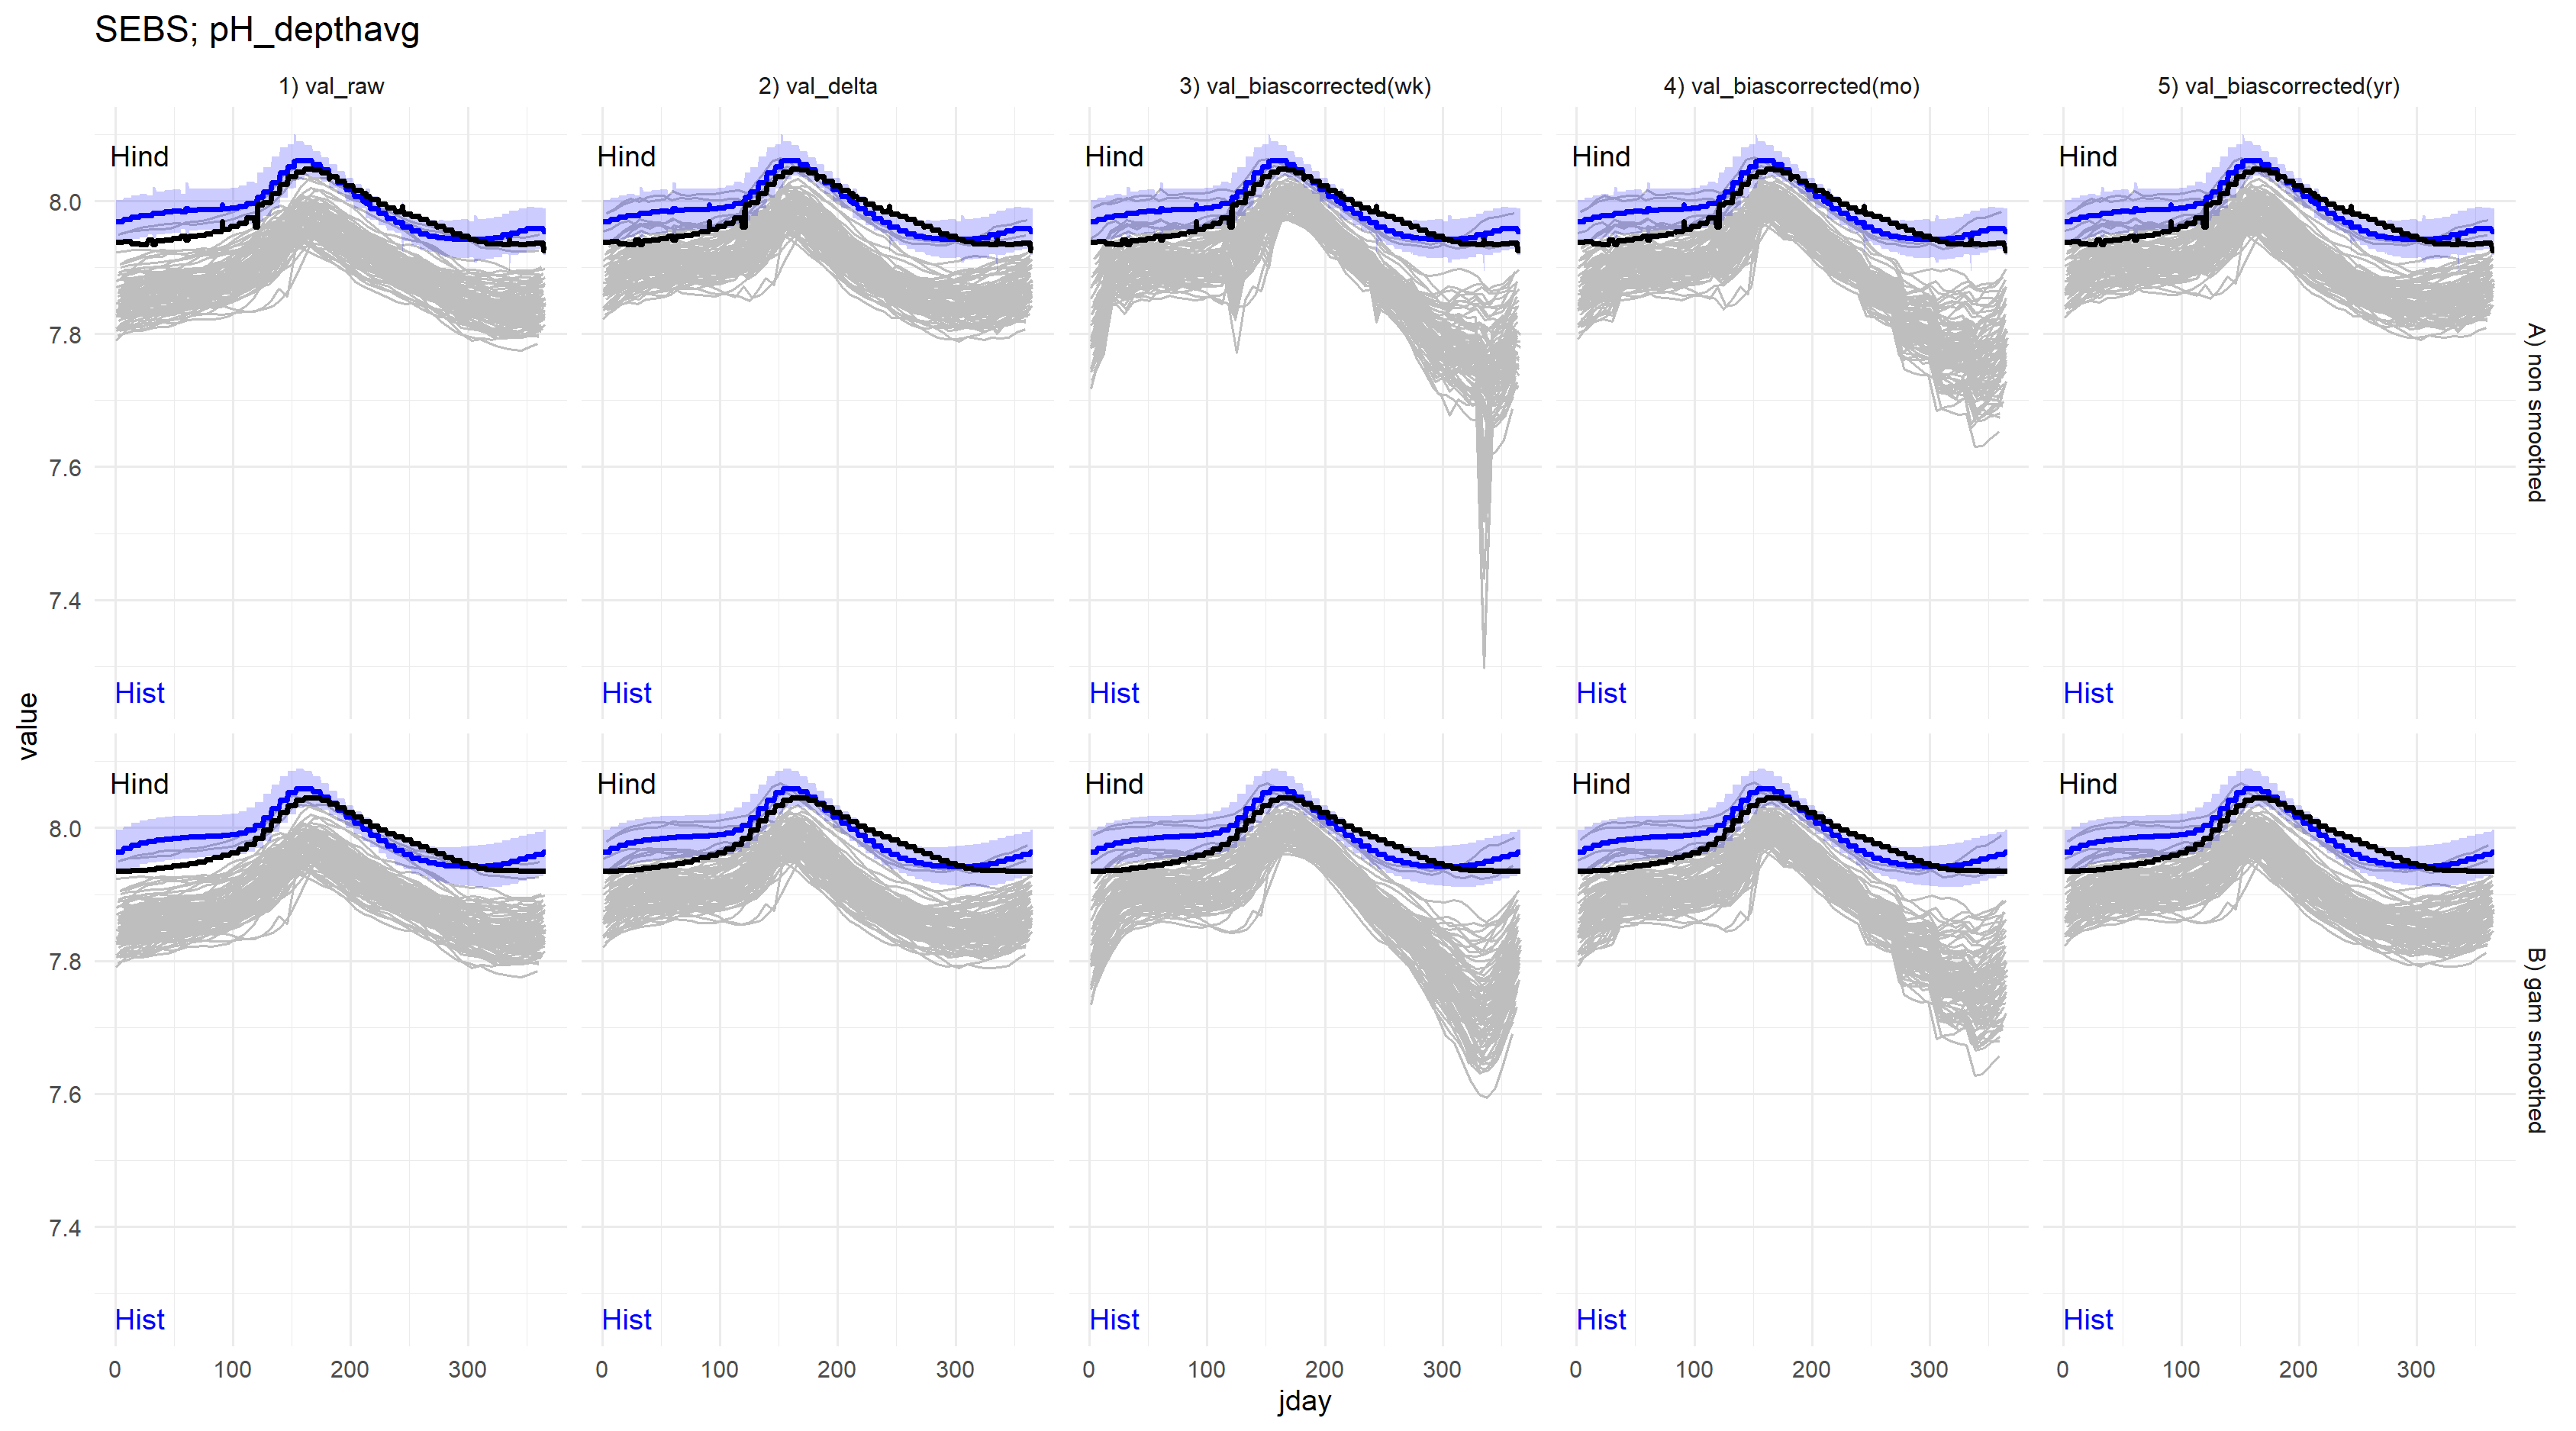 SEBS; pH_depthavg
1) val_raw
2) val_delta
3) val_biascorrected(wk)
4) val_biascorrected(mo)
5) val_biascorrected(yr)
Hind
Hind
Hind
Hind
Hind
8.0
7.8
7.6
7.4
A) non smoothed
Hist
Hist
Hist
Hist
Hist
value
Hind
Hind
Hind
Hind
Hind
8.0
7.8
7.6
7.4
B) gam smoothed
Hist
Hist
Hist
Hist
Hist
0 100 200 300
0 100 200 300
0 100 200 300
0 100 200 300
0 100 200 300
jday